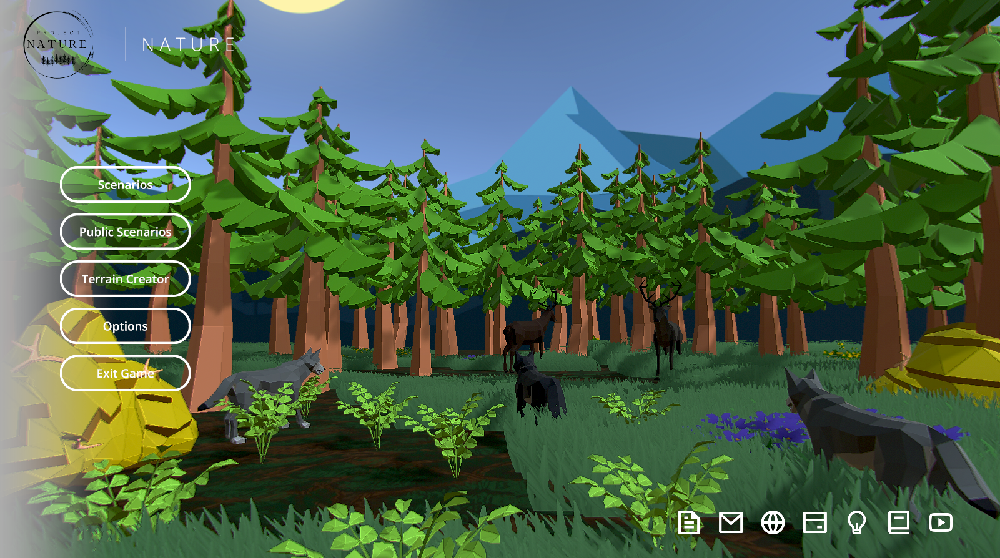 PROJECT
NATURE
NATURE
Scenarios
Public Scenarios
Terrain Creator
Options
Exit Game